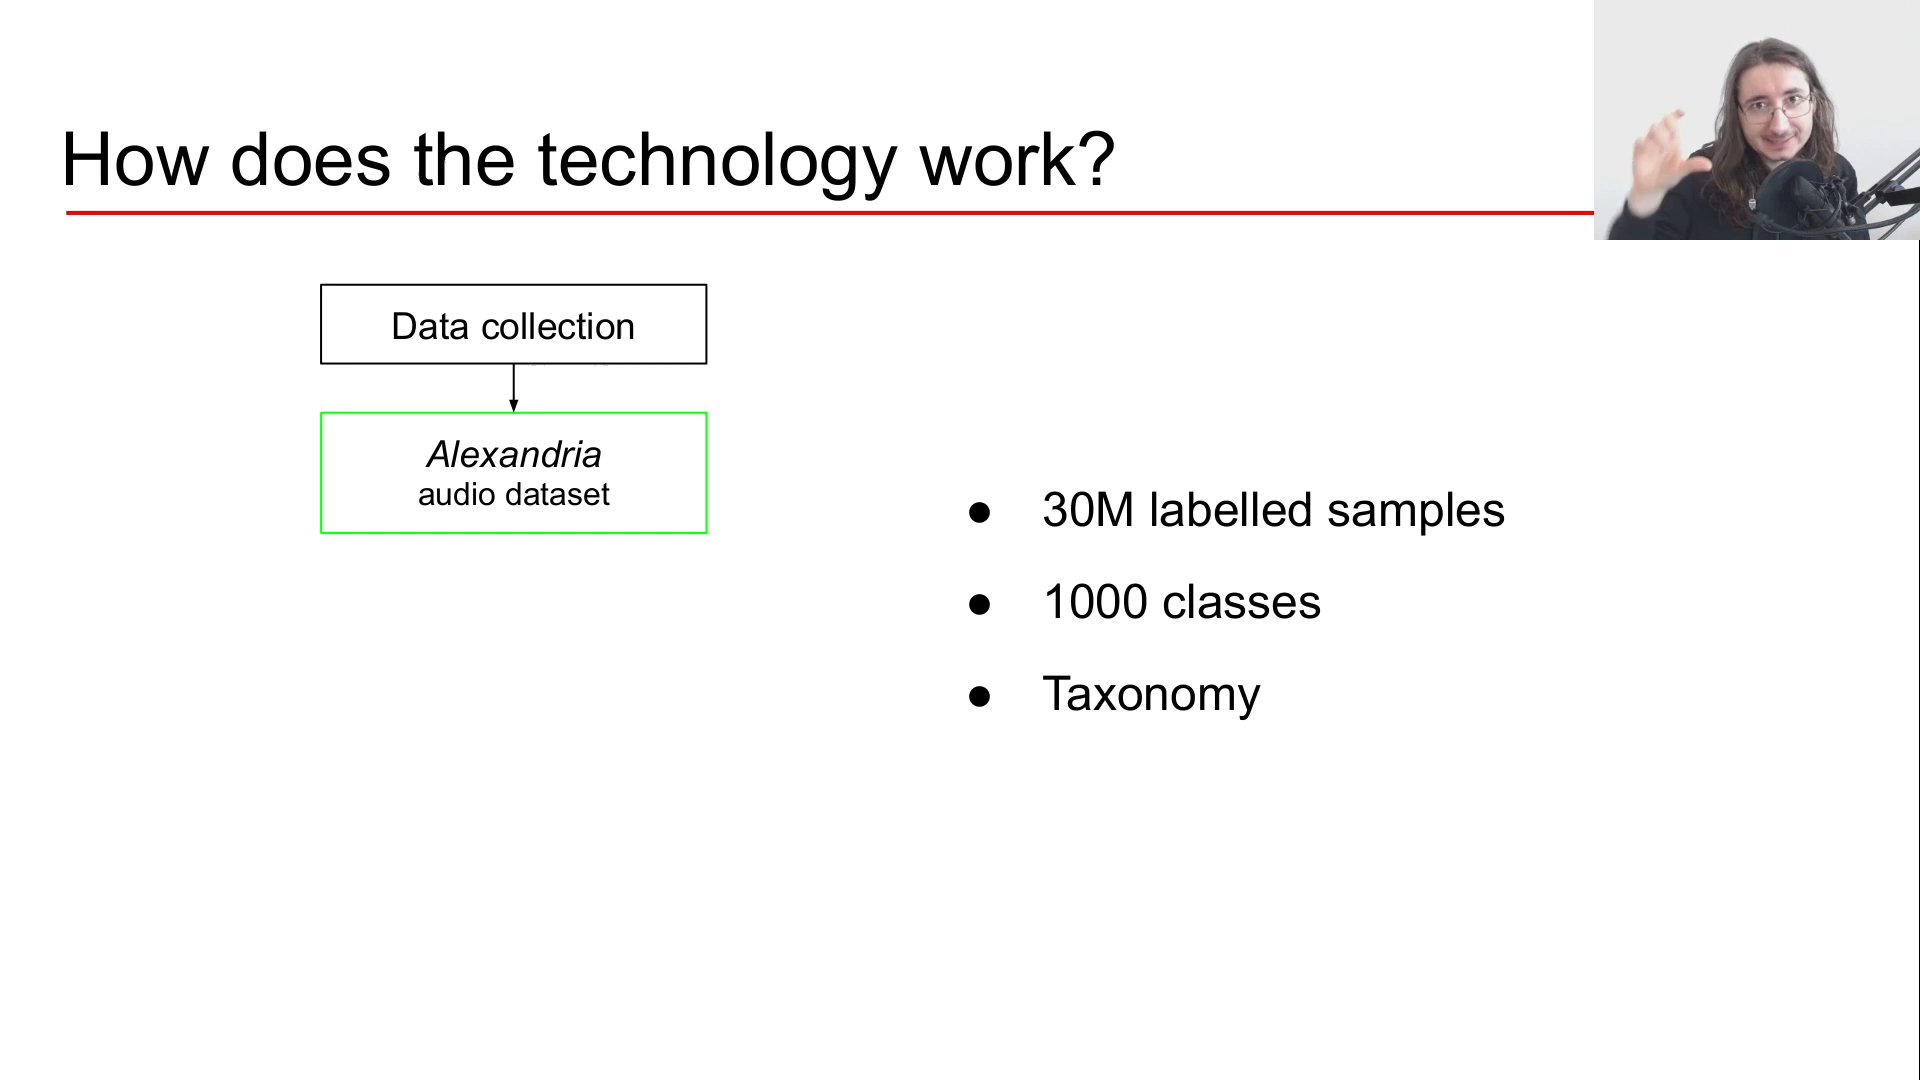 How does the technology work?
Data collection
Alexandria
audio dataset
● 30M labelled samples
● 1000 classes
● Taxonomy